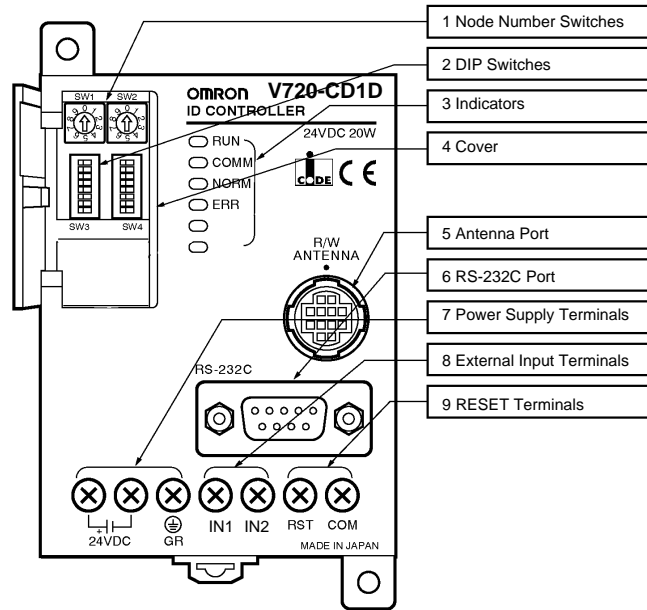 1 Node Number Switches
2 DIP Switches
3 Indicators
4 Cover
5 Antenna Port
6 RS-232C Port
7 Power Supply Terminals
8 External Input Terminals
9 RESET Terminals
SW1 SW2
SW3 SW4
OMRON V720-CD1D
ID CONTROLLER
24VDC 20W
RUN
COMM
NORM
ERR
CODE CE
R/W
ANTENNA
RS-232C
+
24VDC
GR
IN1 IN2
RST COM
MADE IN JAPAN